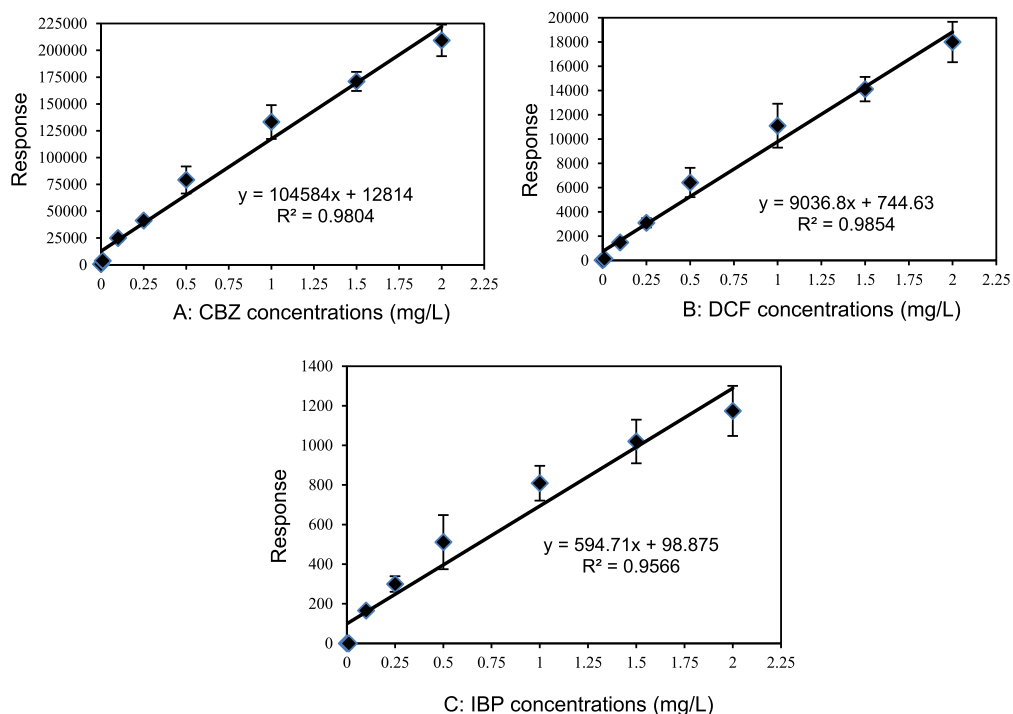 Response
225000
200000
175000
150000
125000
100000
75000
50000
25000
0
y = 104584x + 12814
R² = 0.9804
0 0.25 0.5 0.75 1 1.25 1.5 1.75 2 2.25
A: CBZ concentrations (mg/L)
Response
20000
18000
16000
14000
12000
10000
8000
6000
4000
2000
0
y = 9036.8x + 744.63
R² = 0.9854
0 0.25 0.5 0.75 1 1.25 1.5 1.75 2 2.25
B: DCF concentrations (mg/L)
Response
1400
1200
1000
800
600
400
200
0
y = 594.71x + 98.875
R² = 0.9566
0 0.25 0.5 0.75 1 1.25 1.5 1.75 2 2.25
C: IBP concentrations (mg/L)